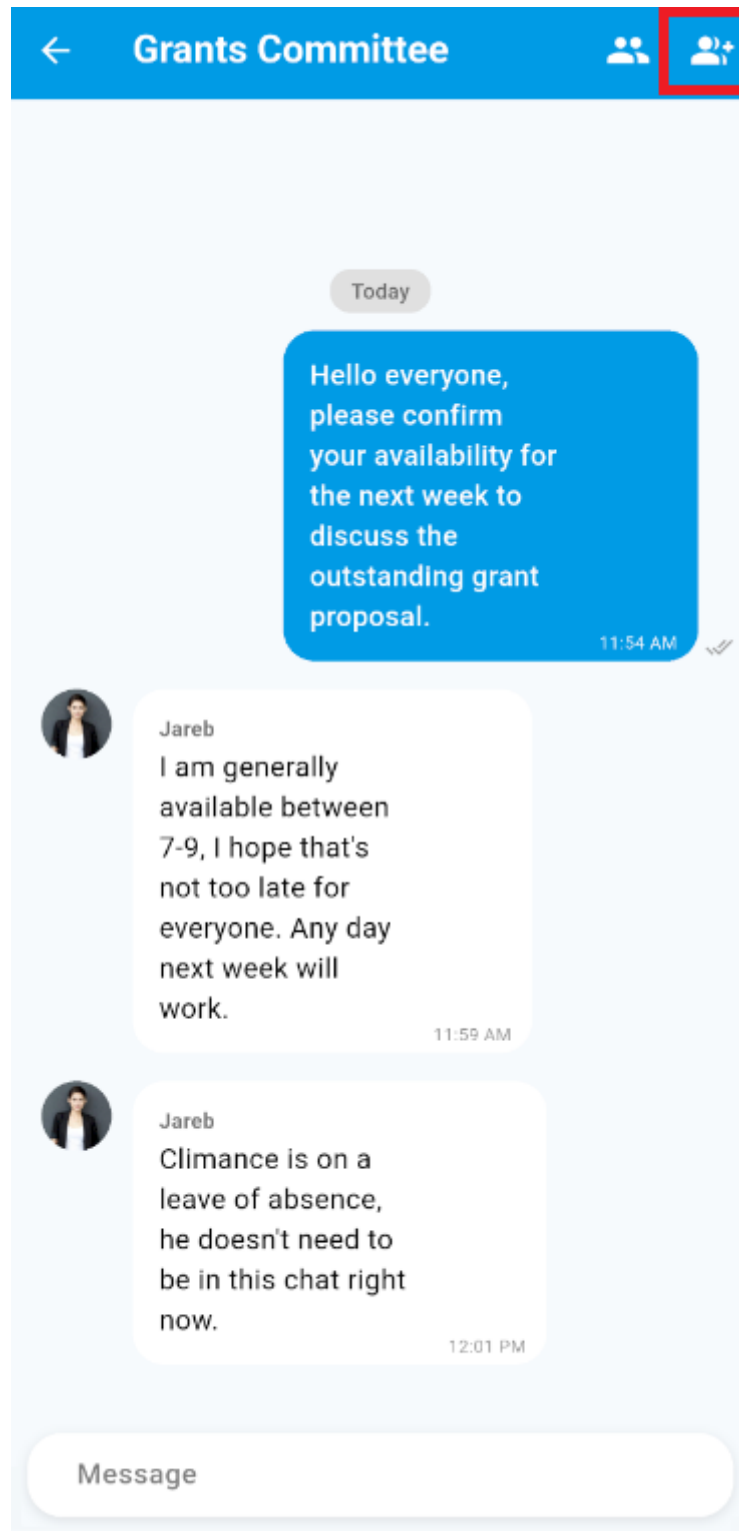 Grants Committee
Today
Hello everyone,
please confirm
your availability for
the next week to
discuss the
outstanding grant
proposal.
11:54 AM
Jareb
I am generally
available between
7-9, I hope that's
not too late for
everyone. Any day
next week will
work.
11:59 AM
Jareb
Climance is on a
leave of absence,
he doesn't need to
be in this chat right
now.
12:01 PM
Message